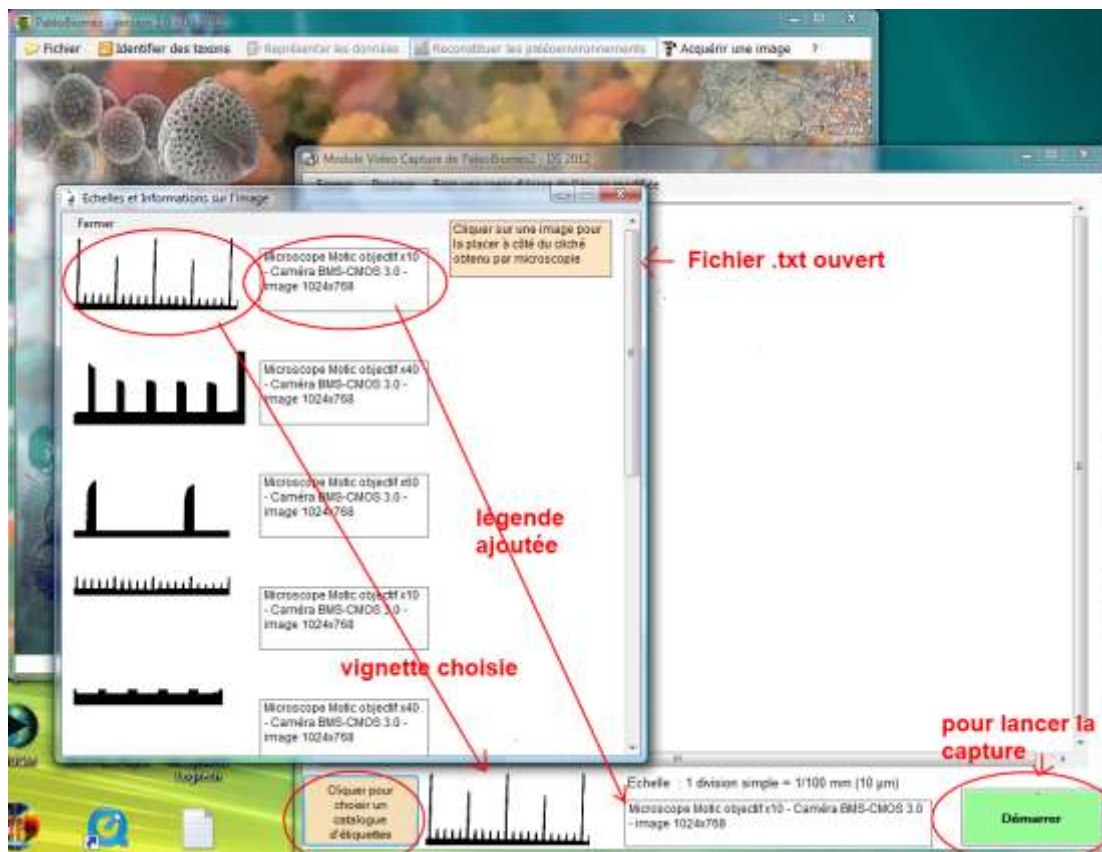 Fichier Identifier des taxons Représenter les données Reconstituer les paléoenvironnements Acquérir une image ?
Module Video Capture de PaleoBiomes2 - DS 2012
Echelles et Informations sur l'image
Fermer
Cliquer sur une image pour
la placer à côté du cliché
obtenu par microscopie
Fichier .txt ouvert
Microscope Motic objectif x10
- Caméra BMS-CMOS 3.0 -
image 1024x768
Microscope Motic objectif x40
- Caméra BMS-CMOS 3.0 -
image 1024x768
Microscope Motic objectif x60
- Caméra BMS-CMOS 3.0 -
image 1024x768
légende
ajoutée
Microscope Motic objectif x10
- Caméra BMS-CMOS 3.0 -
image 1024x768
vignette choisie
Microscope Motic objectif x40
- Caméra BMS-CMOS 3.0 -
image 1024x768
pour lancer la
capture
Cliquer pour
choisir un
catalogue
d'étiquettes
Echelle : 1 division simple = 1/100 mm (10 µm)
Microscope Motic objectif x10 - Caméra BMS-CMOS 3.0
- image 1024x768
Démarrer